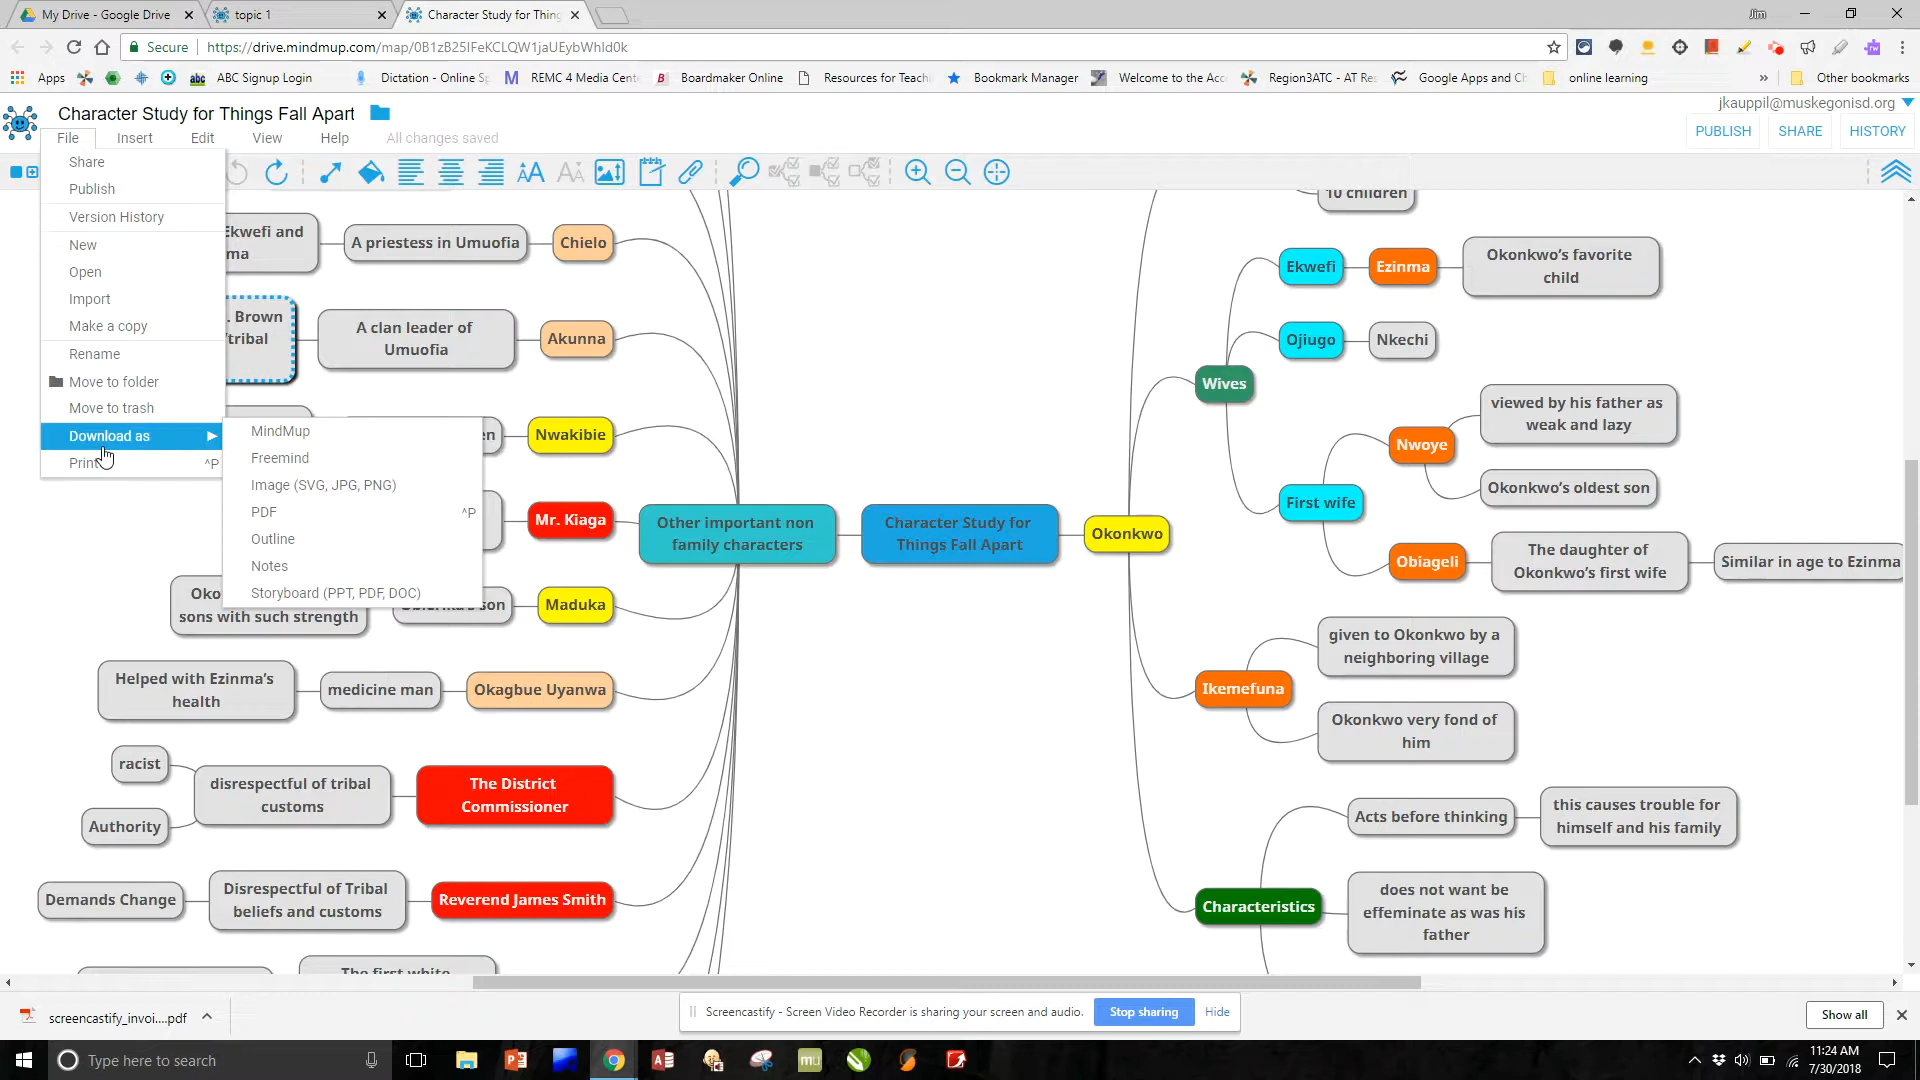 My Drive - Google Drive
topic 1
Character Study for Thing
Jim
Secure
https://drive.mindmup.com/map/0B1zB25IFeKCLQW1jaUEybWhId0k
Apps
abc
ABC Signup Login
Dictation - Online Sp
M
REMC 4 Media Cent
B
Boardmaker Online
Resources for Teach
Bookmark Manager
Welcome to the Acc
Region3ATC - AT Res
Google Apps and Ch
online learning
»
Other bookmarks
Character Study for Things Fall Apart
jkauppil@muskegonisd.org
File
Insert
Edit
View
Help
All changes saved
PUBLISH
SHARE
HISTORY
Share
Publish
Version History
New
Open
Import
Make a copy
Rename
Move to folder
Move to trash
Download as
Print
^P
MindMup
Freemind
Image (SVG, JPG, PNG)
PDF
^P
Outline
Notes
Storyboard (PPT, PDF, DOC)
Ekwefi and
ma
A priestess in Umuofia
Chielo
. Brown
tribal
A clan leader of
Umuofia
Akunna
en
Nwakibie
Mr. Kiaga
Oko
sons with such strength
Obierika's son
Maduka
Helped with Ezinma's
health
medicine man
Okagbue Uyanwa
racist
Authority
disrespectful of tribal
customs
The District
Commissioner
Demands Change
Disrespectful of Tribal
beliefs and customs
Reverend James Smith
The first white
Other important non
family characters
Character Study for
Things Fall Apart
Okonkwo
10 children
Wives
Ekwefi
Ezinma
Okonkwo's favorite
child
Ojiugo
Nkechi
First wife
Nwoye
viewed by his father as
weak and lazy
Okonkwo's oldest son
Obiageli
The daughter of
Okonkwo's first wife
Similar in age to Ezinma
Ikemefuna
given to Okonkwo by a
neighboring village
Okonkwo very fond of
him
Characteristics
Acts before thinking
this causes trouble for
himself and his family
does not want be
effeminate as was his
father
screencastify_invoi....pdf
Screencastify - Screen Video Recorder is sharing your screen and audio.
Stop sharing
Hide
Show all
Type here to search
mu
11:24 AM
7/30/2018